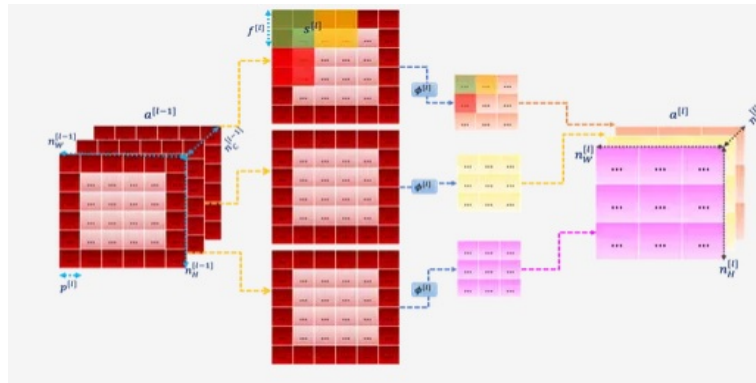 f^[l]
s^[l]
a^[l-1]
n_W^[l-1]
n_C^[l-1]
p^[l]
n_H^[l-1]
ϕ^[l]
ϕ^[l]
ϕ^[l]
a^[l]
n_W^[l]
n_H^[l]